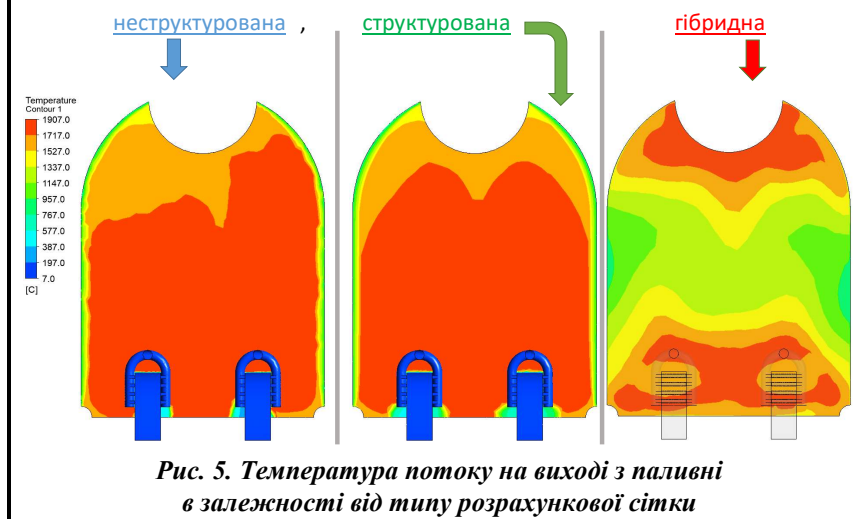 неструктурована ,
структурована
гібридна
Temperature
Contour 1
1907.0
1717.0
1527.0
1337.0
1147.0
957.0
767.0
577.0
387.0
197.0
7.0
[C]
Рис. 5. Температура потоку на виході з паливні
в залежності від типу розрахункової сітки